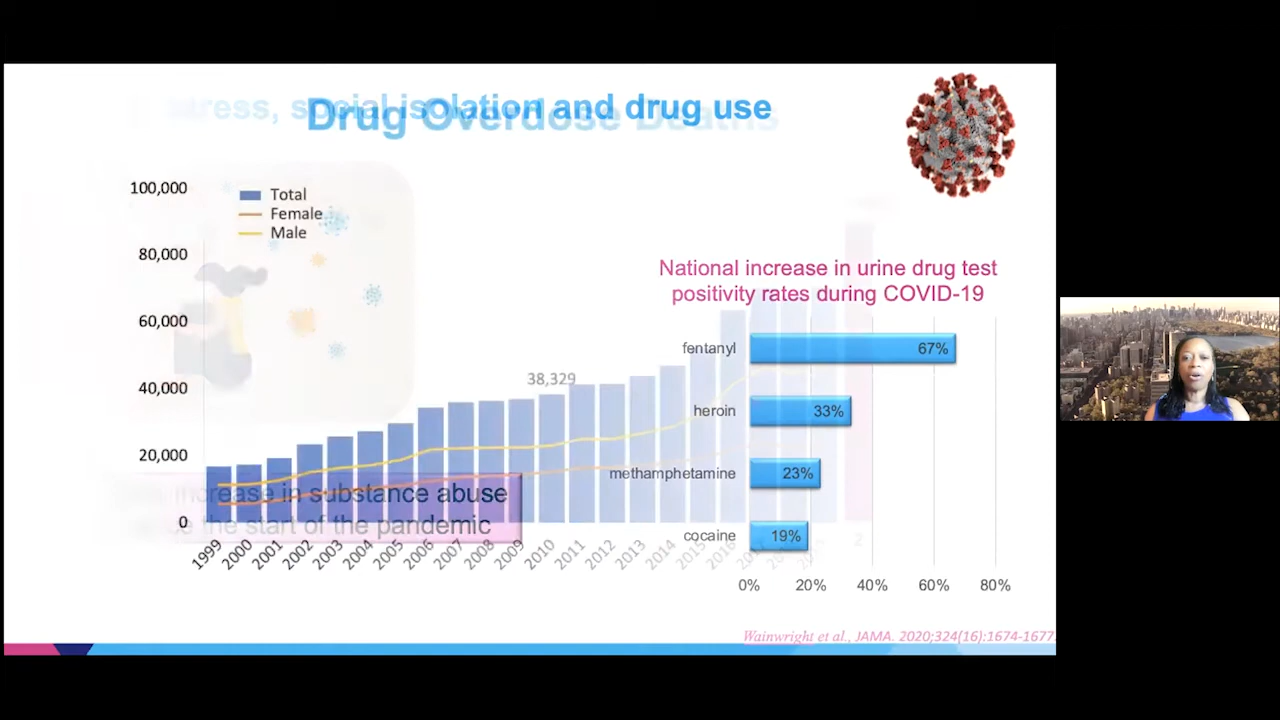 stress, social isolation and drug use
Drug Overdose Deaths
100,000
80,000
60,000
40,000
20,000
0
Total
Female
Male
38,329
1999
2000
2001
2002
2003
2004
2005
2006
2007
2008
2009
2010
2011
2012
2013
2014
2015
2016
increase in substance abuse
the start of the pandemic
National increase in urine drug test
positivity rates during COVID-19
fentanyl
67%
heroin
33%
methamphetamine
23%
cocaine
19%
0%
20%
40%
60%
80%
Wainwright et al., JAMA. 2020;324(16):1674-1677